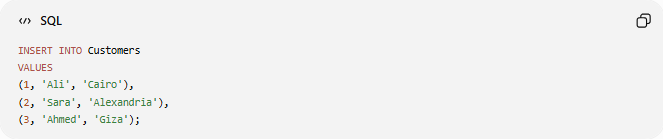 SQL
INSERT INTO Customers
VALUES
(1, 'Ali', 'Cairo'),
(2, 'Sara', 'Alexandria'),
(3, 'Ahmed', 'Giza');